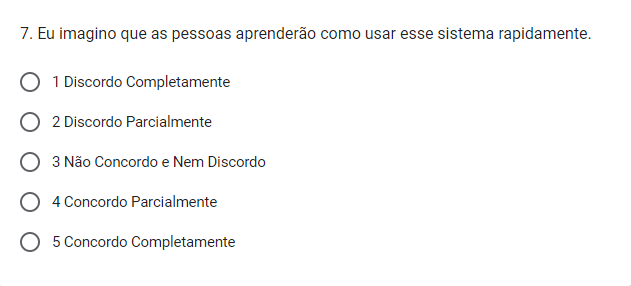 7. Eu imagino que as pessoas aprenderão como usar esse sistema rapidamente.
1 Discordo Completamente
2 Discordo Parcialmente
3 Não Concordo e Nem Discordo
4 Concordo Parcialmente
5 Concordo Completamente